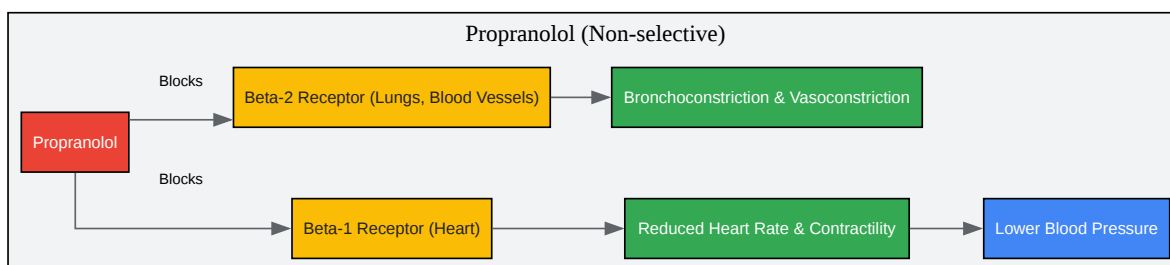 Propranolol (Non-selective)
Blocks
Beta-2 Receptor (Lungs, Blood Vessels)
Bronchoconstriction & Vasoconstriction
Propranolol
Blocks
Beta-1 Receptor (Heart)
Reduced Heart Rate & Contractility
Lower Blood Pressure